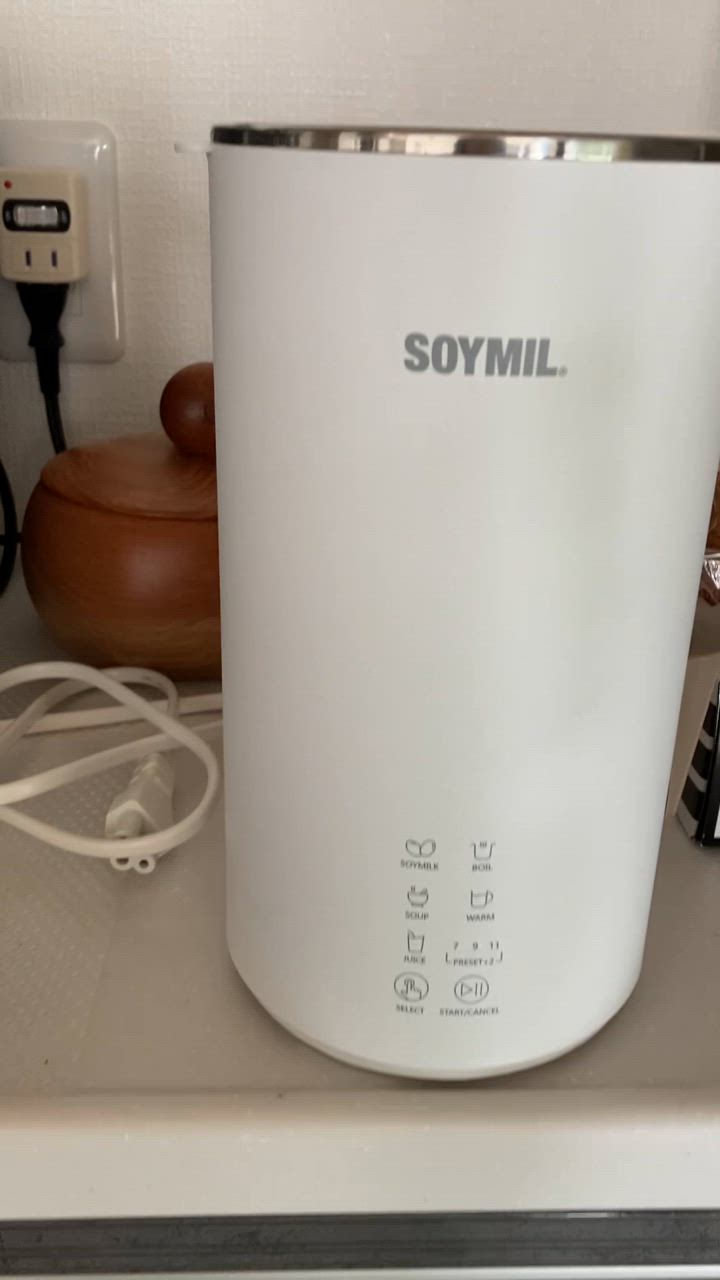 SOYMIL®
SOYMILK BOIL
SOUP WARM
JUICE 7 9 11
PRESET±2
SELECT START/CANCEL